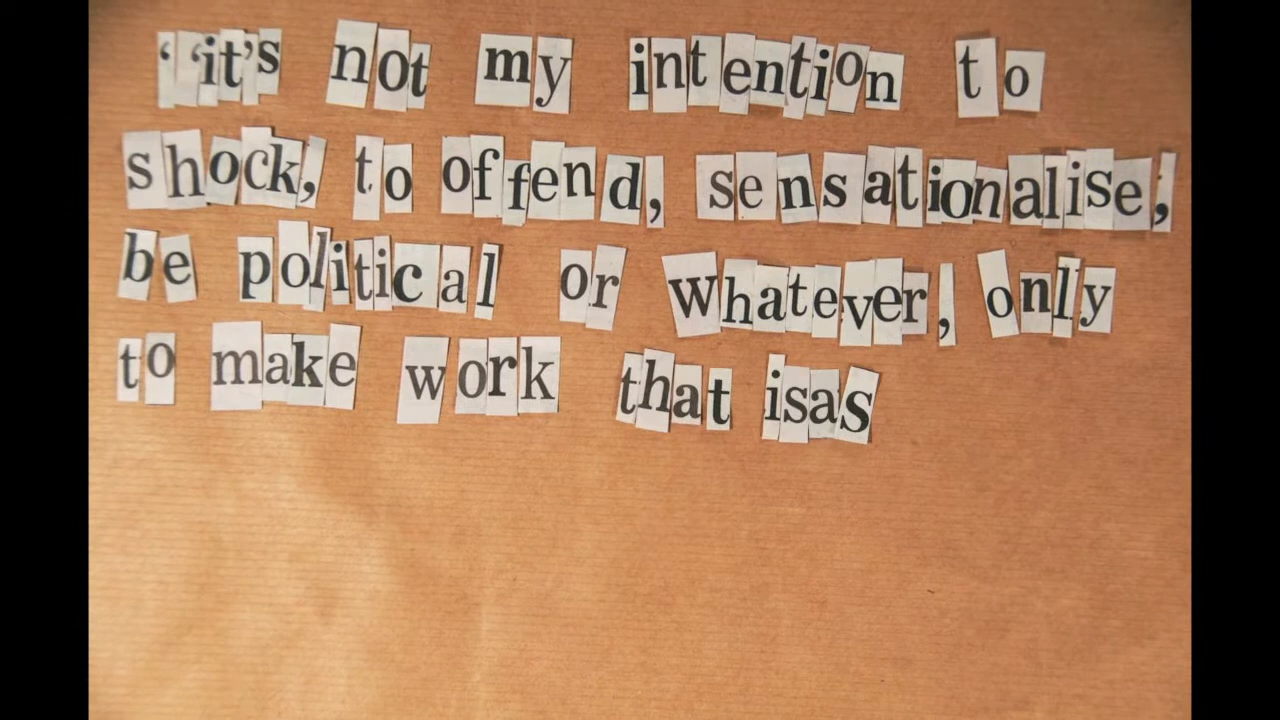 ‘ ‘it’s not my intention to
shock, to offend, sensationalise,
be political or whatever, only
to make work that isas